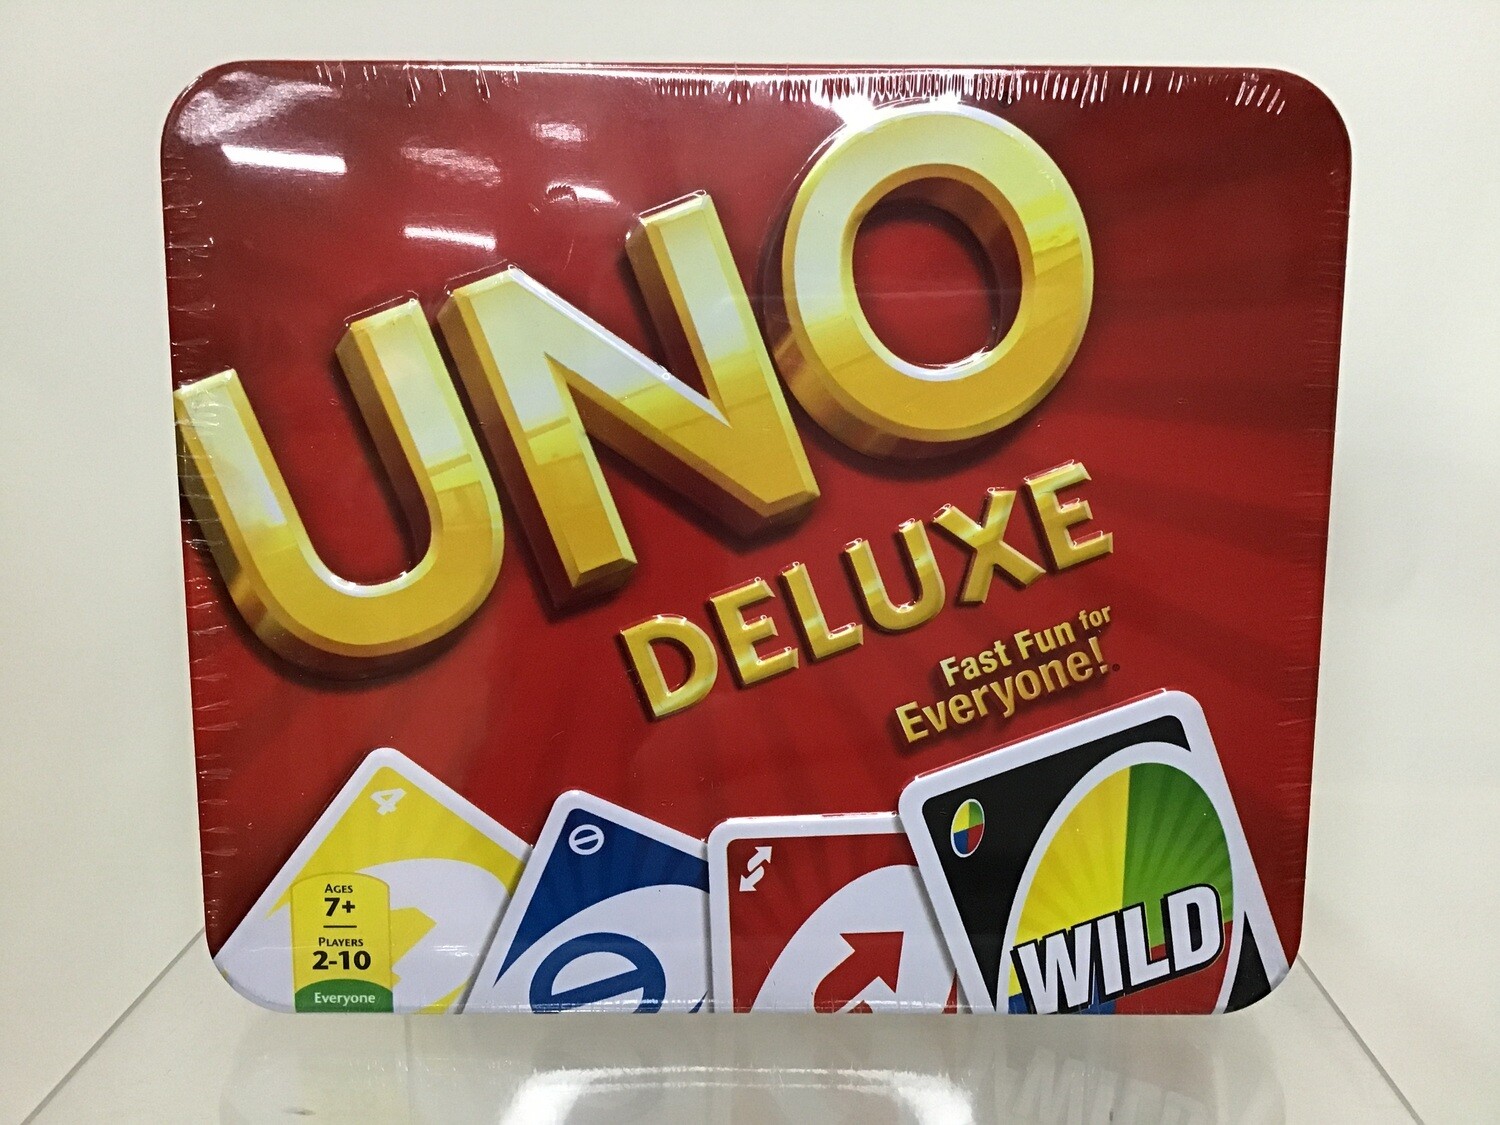 UNO
DELUXE
Fast Fun for
Everyone!
4
AGES
7+
PLAYERS
2-10
Everyone
WILD